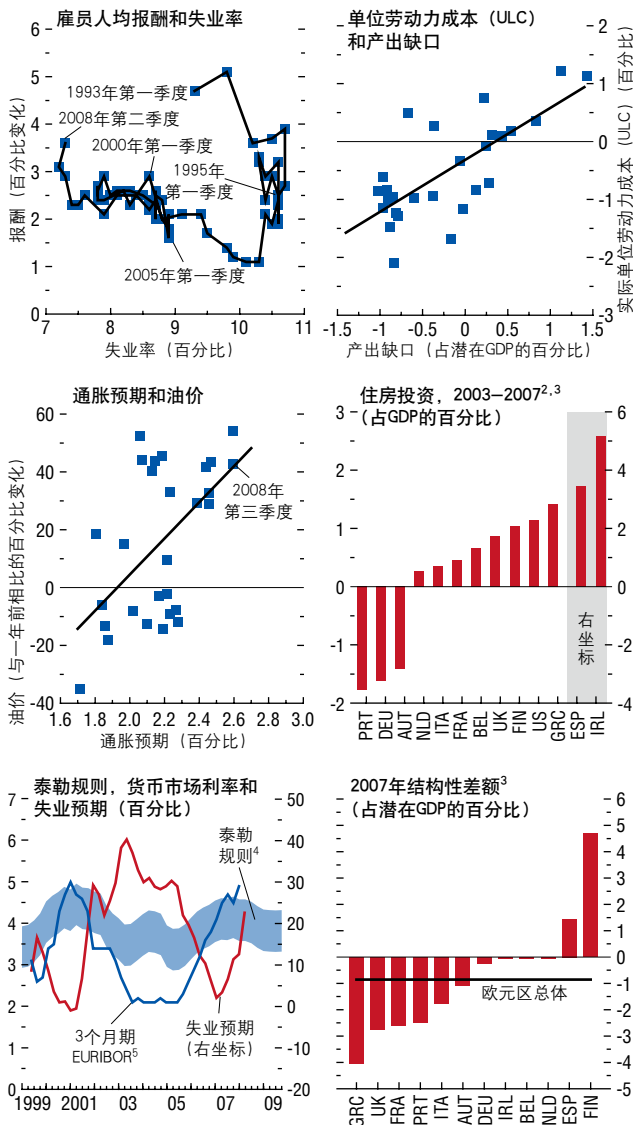 雇员人均报酬和失业率
6
5
4
3
2
1
0
报酬（百分比变化）
1993年第一季度
2008年第二季度
2000年第一季度
1995年
第一季度
2005年第一季度
7 8 9 10 11
失业率（百分比）
单位劳动力成本（ULC）
和产出缺口
2
1
0
-1
-2
-3
实际单位劳动力成本（ULC）（百分比）
-1.5 -1.0 -0.5 0 0.5 1.0 1.5
产出缺口（占潜在GDP的百分比）
通胀预期和油价
60
40
20
0
-20
-40
油价（与一年前相比的百分比变化）
2008年
第三季度
1.6 1.8 2.0 2.2 2.4 2.6 2.8 3.0
通胀预期（百分比）
住房投资，2003–20072,3
（占GDP的百分比）
3
2
1
0
-1
-2
6
4
2
0
-2
-4
右坐标
PRT DEU AUT NLD ITA FRA BEL UK FIN US GRC ESP IRL
泰勒规则，货币市场利率和
失业预期（百分比）
7
6
5
4
3
2
1
0
50
40
30
20
10
0
-10
-20
泰勒
规则4
3个月期
EURIBOR5
失业预期
（右坐标）
1999 2001 03 05 07 09
2007年结构性差额3
（占潜在GDP的百分比）
6
5
4
3
2
1
0
-1
-2
-3
-4
-5
欧元区总体
GRC UK FRA PRT ITA AUT DEU IRL BEL NLD ESP FIN